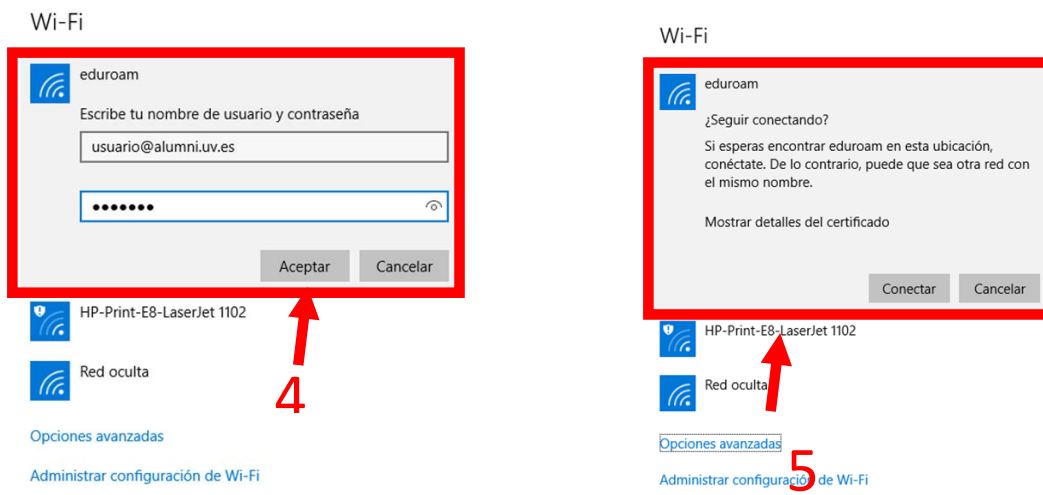 Wi-Fi
eduroam
Escribe tu nombre de usuario y contraseña
usuario@alumni.uv.es
•••••••
Aceptar Cancelar
HP-Print-E8-LaserJet 1102
Red oculta
4
Opciones avanzadas
Administrar configuración de Wi-Fi
Wi-Fi
eduroam
¿Seguir conectando?
Si esperas encontrar eduroam en esta ubicación,
conéctate. De lo contrario, puede que sea otra red con
el mismo nombre.
Mostrar detalles del certificado
Conectar Cancelar
HP-Print-E8-LaserJet 1102
Red oculta
Opciones avanzadas
5
Administrar configuración de Wi-Fi